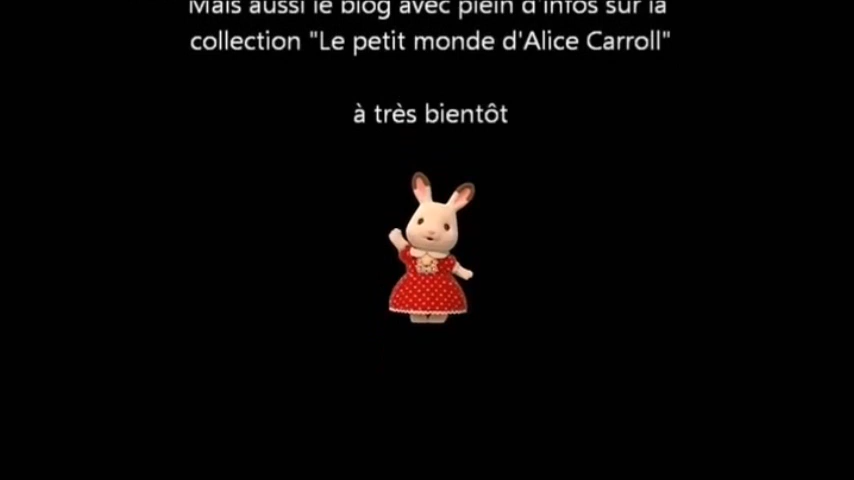 Mais aussi le blog avec plein d'infos sur la
collection "Le petit monde d'Alice Carroll"
à très bientôt